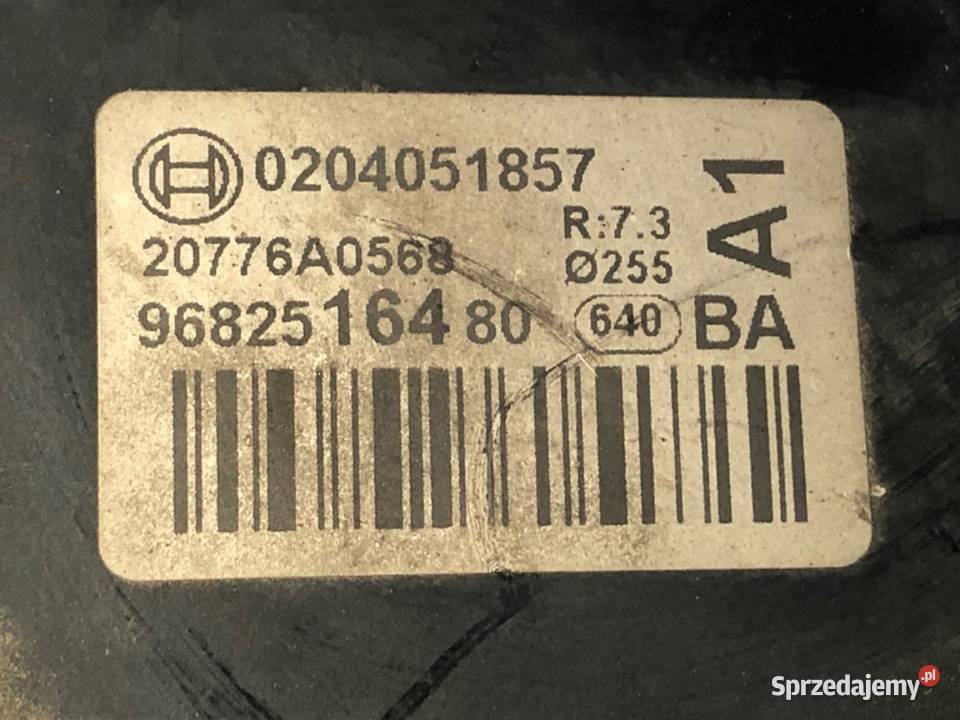 0204051857
R:7.3
20776A0568
Ø255
9682516480
640
BA
A1
Sprzedajemy.pl